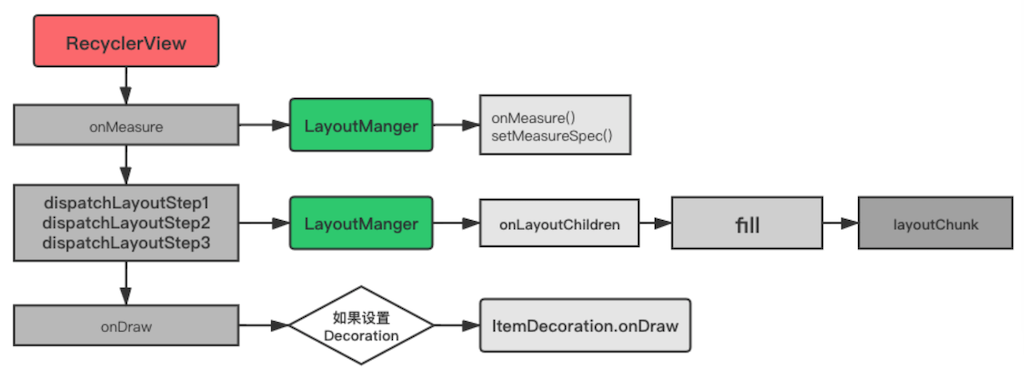 RecyclerView
onMeasure
LayoutManger
onMeasure()
setMeasureSpec()
dispatchLayoutStep1
dispatchLayoutStep2
dispatchLayoutStep3
LayoutManger
onLayoutChildren
fill
layoutChunk
onDraw
如果设置
Decoration
ItemDecoration.onDraw